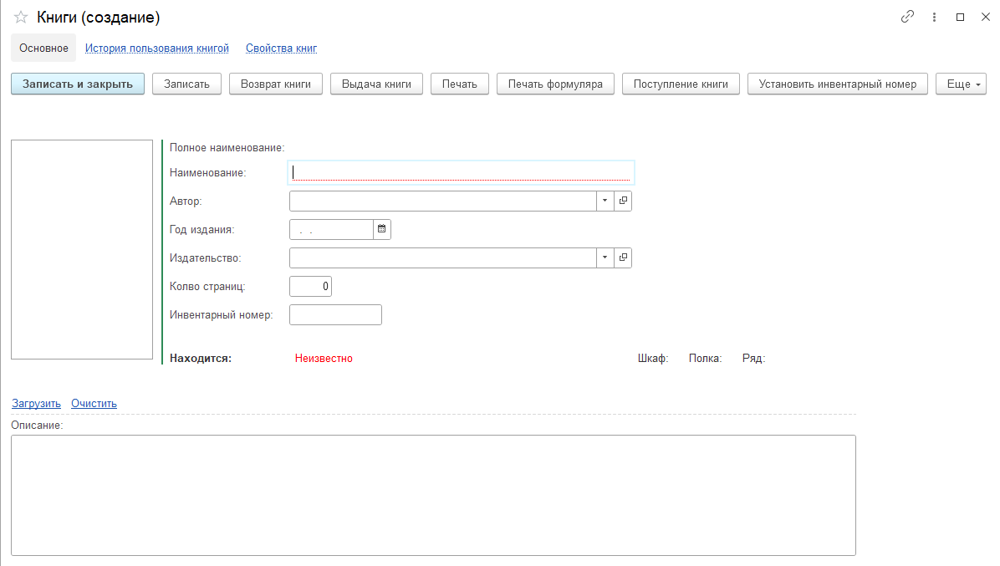 Книги (создание)
Основное История пользования книгой Свойства книг
Записать и закрыть Записать Возврат книги Выдача книги Печать Печать формуляра Поступление книги Установить инвентарный номер Еще
Полное наименование:
Наименование:
Автор:
Год издания: . .
Издательство:
Колво страниц: 0
Инвентарный номер:
Находится: Неизвестно Шкаф: Полка: Ряд:
Загрузить Очистить
Описание: